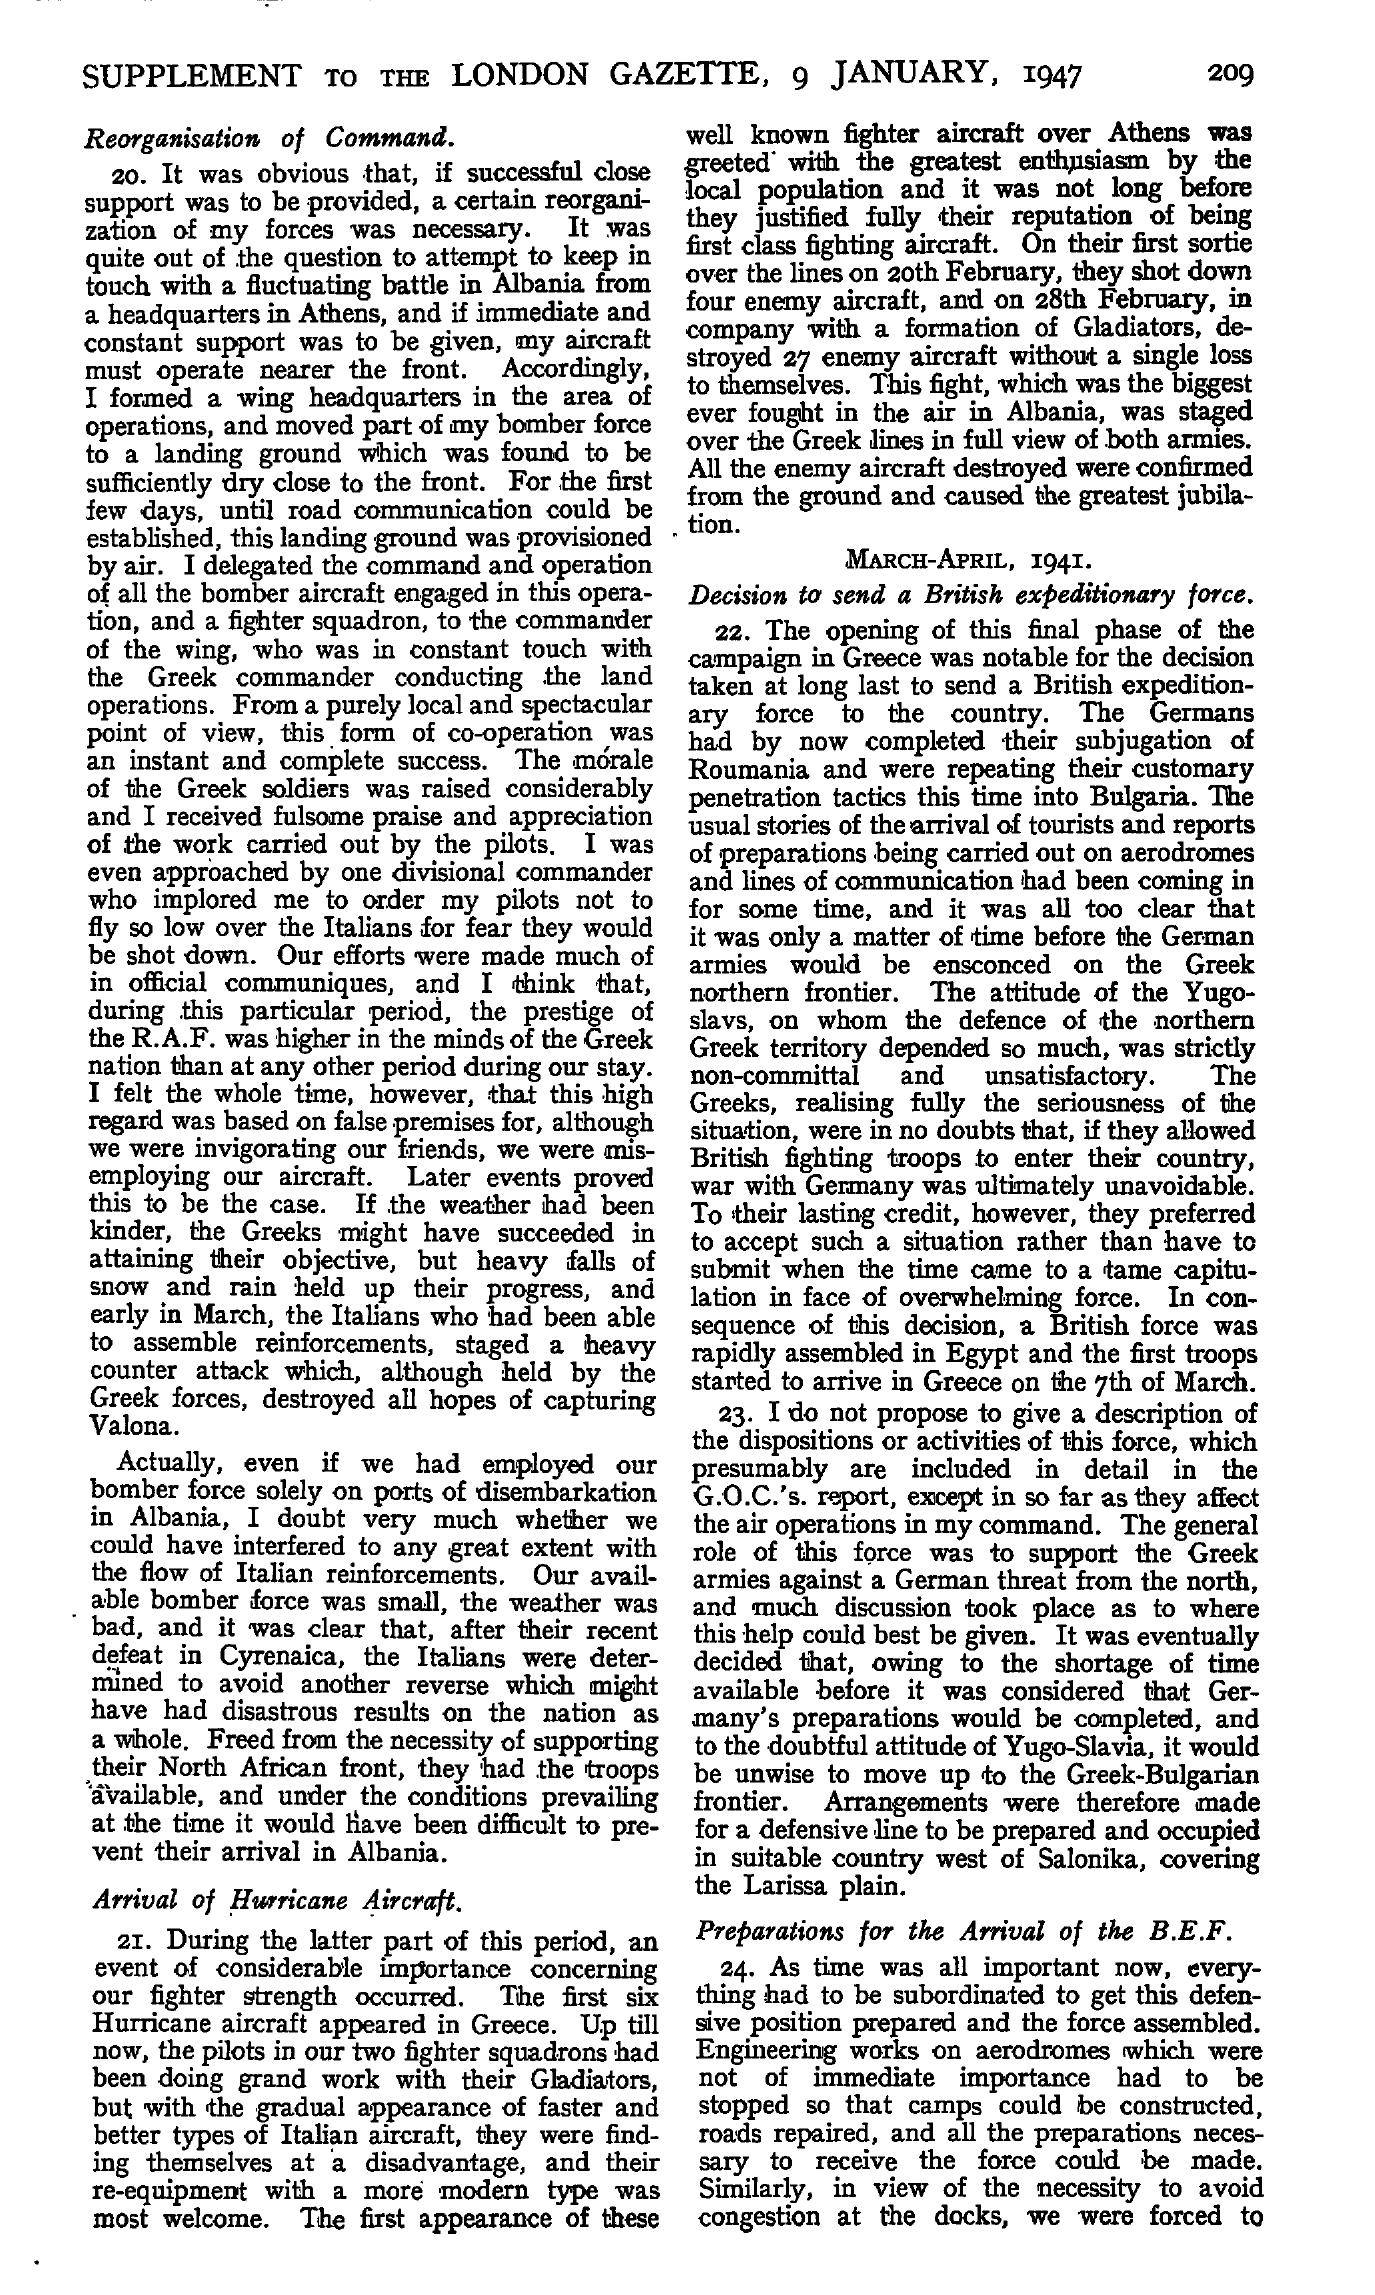 SUPPLEMENT TO THE LONDON GAZETTE, 9 JANUARY, 1947 209
Reorganisation of Command.
20. It was obvious that, if successful close
support was to be provided, a certain reorgani-
zation of my forces was necessary. It was
quite out of the question to attempt to keep in
touch with a fluctuating battle in Albania from
a headquarters in Athens, and if immediate and
constant support was to be given, my aircraft
must operate nearer the front. Accordingly,
I formed a wing headquarters in the area of
operations, and moved part of my bomber force
to a landing ground which was found to be
sufficiently dry close to the front. For the first
few days, until road communication could be
established, this landing ground was provisioned
by air. I delegated the command and operation
of all the bomber aircraft engaged in this opera-
tion, and a fighter squadron, to the commander
of the wing, who was in constant touch with
the Greek commander conducting the land
operations. From a purely local and spectacular
point of view, this form of co-operation was
an instant and complete success. The morale
of the Greek soldiers was raised considerably
and I received fulsome praise and appreciation
of the work carried out by the pilots. I was
even approached by one divisional commander
who implored me to order my pilots not to
fly so low over the Italians for fear they would
be shot down. Our efforts were made much of
in official communiques, and I think that,
during this particular period, the prestige of
the R.A.F. was higher in the minds of the Greek
nation than at any other period during our stay.
I felt the whole time, however, that this high
regard was based on false premises for, although
we were invigorating our friends, we were mis-
employing our aircraft. Later events proved
this to be the case. If the weather had been
kinder, the Greeks might have succeeded in
attaining their objective, but heavy falls of
snow and rain held up their progress, and
early in March, the Italians who had been able
to assemble reinforcements, staged a heavy
counter attack which, although held by the
Greek forces, destroyed all hopes of capturing
Valona.
Actually, even if we had employed our
bomber force solely on ports of disembarkation
in Albania, I doubt very much whether we
could have interfered to any great extent with
the flow of Italian reinforcements. Our avail-
able bomber force was small, the weather was
bad, and it was clear that, after their recent
defeat in Cyrenaica, the Italians were deter-
mined to avoid another reverse which might
have had disastrous results on the nation as
a whole. Freed from the necessity of supporting
their North African front, they had the troops
available, and under the conditions prevailing
at the time it would have been difficult to pre-
vent their arrival in Albania.
Arrival of Hurricane Aircraft.
21. During the latter part of this period, an
event of considerable importance concerning
our fighter strength occurred. The first six
Hurricane aircraft appeared in Greece. Up till
now, the pilots in our two fighter squadrons had
been doing grand work with their Gladiators,
but with the gradual appearance of faster and
better types of Italian aircraft, they were find-
ing themselves at a disadvantage, and their
re-equipment with a more modern type was
most welcome. The first appearance of these
well known fighter aircraft over Athens was
greeted with the greatest enthusiasm by the
local population and it was not long before
they justified fully their reputation of being
first class fighting aircraft. On their first sortie
over the lines on 20th February, they shot down
four enemy aircraft, and on 28th February, in
company with a formation of Gladiators, de-
stroyed 27 enemy aircraft without a single loss
to themselves. This fight, which was the biggest
ever fought in the air in Albania, was staged
over the Greek lines in full view of both armies.
All the enemy aircraft destroyed were confirmed
from the ground and caused the greatest jubila-
tion.
MARCH-APRIL, 1941.
Decision to send a British expeditionary force.
22. The opening of this final phase of the
campaign in Greece was notable for the decision
taken at long last to send a British expedition-
ary force to the country. The Germans
had by now completed their subjugation of
Roumania and were repeating their customary
penetration tactics this time into Bulgaria. The
usual stories of the arrival of tourists and reports
of preparations being carried out on aerodromes
and lines of communication had been coming in
for some time, and it was all too clear that
it was only a matter of time before the German
armies would be ensconced on the Greek
northern frontier. The attitude of the Yugo-
slavs, on whom the defence of the northern
Greek territory depended so much, was strictly
non-committal and unsatisfactory. The
Greeks, realising fully the seriousness of the
situation, were in no doubts that, if they allowed
British fighting troops to enter their country,
war with Germany was ultimately unavoidable.
To their lasting credit, however, they preferred
to accept such a situation rather than have to
submit when the time came to a tame capitu-
lation in face of overwhelming force. In con-
sequence of this decision, a British force was
rapidly assembled in Egypt and the first troops
started to arrive in Greece on the 7th of March.
23. I do not propose to give a description of
the dispositions or activities of this force, which
presumably are included in detail in the
G.O.C.'s. report, except in so far as they affect
the air operations in my command. The general
role of this force was to support the Greek
armies against a German threat from the north,
and much discussion took place as to where
this help could best be given. It was eventually
decided that, owing to the shortage of time
available before it was considered that Ger-
many's preparations would be completed, and
to the doubtful attitude of Yugo-Slavia, it would
be unwise to move up to the Greek-Bulgarian
frontier. Arrangements were therefore made
for a defensive line to be prepared and occupied
in suitable country west of Salonika, covering
the Larissa plain.
Preparations for the Arrival of the B.E.F.
24. As time was all important now, every-
thing had to be subordinated to get this defen-
sive position prepared and the force assembled.
Engineering works on aerodromes which were
not of immediate importance had to be
stopped so that camps could be constructed,
roads repaired, and all the preparations neces-
sary to receive the force could be made.
Similarly, in view of the necessity to avoid
congestion at the docks, we were forced to